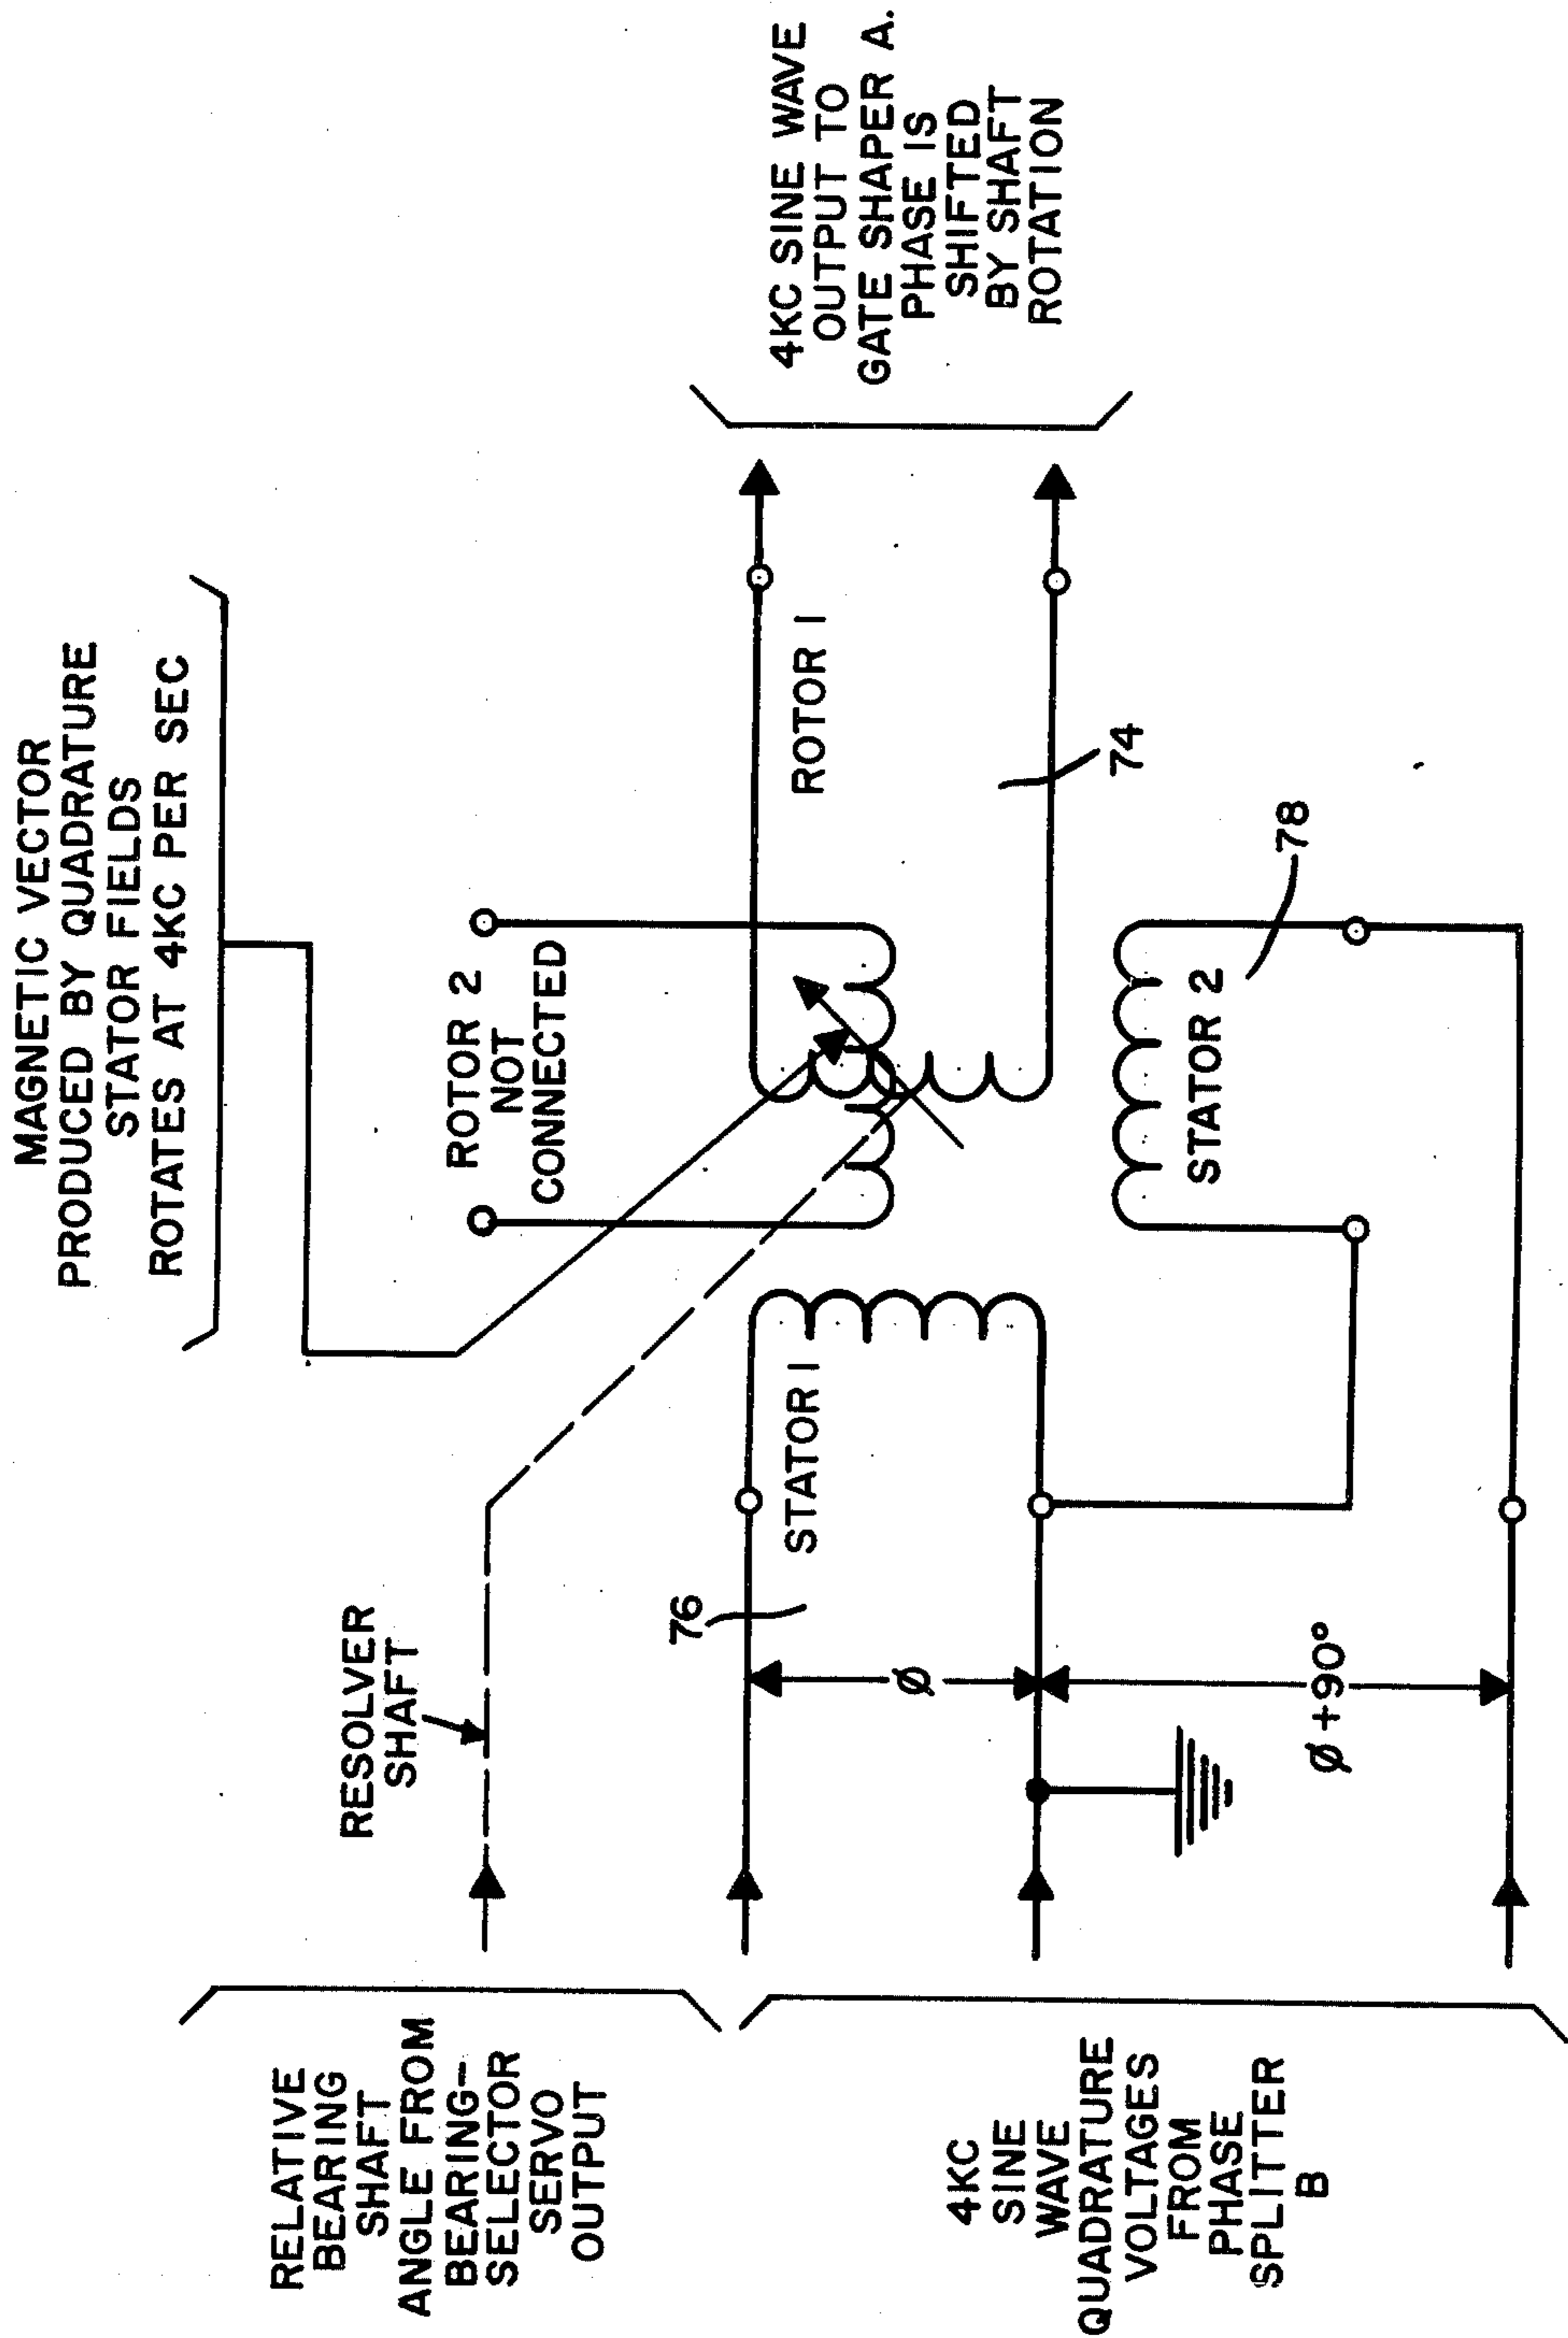 MAGNETIC VECTOR
PRODUCED BY QUADRATURE
STATOR FIELDS
ROTATES AT 4KC PER SEC
RELATIVE
BEARING
SHAFT
ANGLE FROM
BEARING-
SELECTOR
SERVO
OUTPUT
RESOLVER
SHAFT
ROTOR 2
NOT
CONNECTED
4KC SINE WAVE
OUTPUT TO
GATE SHAPER A.
PHASE IS
SHIFTED
BY SHAFT
ROTATION
76
STATOR 1
ROTOR 1
74
Ø
4KC
SINE
WAVE
QUADRATURE
VOLTAGES
FROM
PHASE
SPLITTER
B
Ø+90°
STATOR 2
78